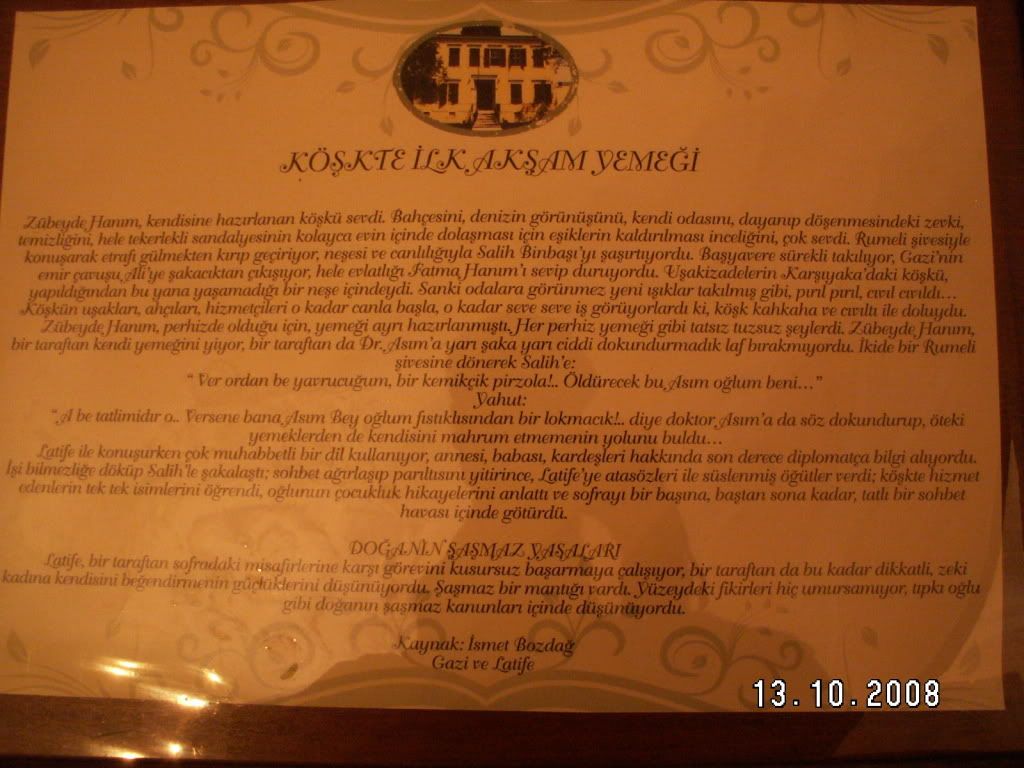 KÖŞKTE İLK AKŞAM YEMEĞİ
Zübeyde Hanım, kendisine hazırlanan köşkü sevdi. Bahçesini, denizin görünüşünü, kendi odasını, dayanıp döşenmesindeki zevki,
temizliğini, hele tekerlekli sandalyesinin kolayca evin içinde dolaşması için eşiklerin kaldırılması inceliğini, çok sevdi. Rumeli şivesiyle
konuşarak etrafı gülmekten kırıp geçiriyor, neşesi ve canlılığıyla Salih Binbaşı'yı şaşırtıyordu. Başyavere sürekli takılıyor, Gazi'nin
emir çavuşu Ali'ye şakacıktan çıkışıyor, hele evlatlığı Fatma Hanım'ı sevip duruyordu. Uşakizadelerin Karşıyaka'daki köşkü,
yapıldığından bu yana yaşamadığı bir neşe içindeydi. Sanki odalara görünmez yeni ışıklar takılmış gibi, pırıl pırıl, cıvıl cıvıldı...
Köşkün uşakları, ahçıları, hizmetçileri o kadar canla başla, o kadar seve seve iş görüyorlardı ki, köşk kahkaha ve cıvıltı ile doluydu.
Zübeyde Hanım, perhizde olduğu için, yemeği ayrı hazırlanmıştı. Her perhiz yemeği gibi tatsız tuzsuz şeylerdi. Zübeyde Hanım,
bir taraftan kendi yemeğini yiyor, bir taraftan da Dr. Asım'a yarı şaka yarı ciddi dokundurmadık laf bırakmıyordu. İkide bir Rumeli
şivesine dönerek Salih'e:
" Ver ordan be yavrucuğum, bir kemikçik pirzola!.. Öldürecek bu Asım oğlum beni..."
Yahut:
"A be tatlimidır o.. Versene bana Asım Bey oğlum fıstıklısından bir lokmacık!.. diye doktor Asım'a da söz dokundurup, öteki
yemeklerden de kendisini mahrum etmemenin yolunu buldu...
Latife ile konuşurken çok muhabbetli bir dil kullanıyor, annesi, babası, kardeşleri hakkında son derece diplomatça bilgi alıyordu.
İşi bilmezliğe döküp Salih'le şakalaştı; sohbet ağırlaşıp parıltısını yitirince, Latife'ye atasözleri ile süslenmiş öğütler verdi; köşkte hizmet
edenlerin tek tek isimlerini öğrendi, oğlunun çocukluk hikayelerini anlattı ve sofrayı bir başına, baştan sona kadar, tatlı bir sohbet
havası içinde götürdü.
DOĞANIN ŞAŞMAZ YASALARI
Latife, bir taraftan sofradaki misafirlerine karşı görevini kusursuz başarmaya çalışıyor, bir taraftan da bu kadar dikkatli, zeki
kadına kendisini beğendirmenin güçlüklerini düşünüyordu. Şaşmaz bir mantığı vardı. Yüzeydeki fikirleri hiç umursamıyor, tıpkı oğlu
gibi doğanın şaşmaz kanunları içinde düşünüyordu.
Kaynak: İsmet Bozdağ
Gazi ve Latife
13.10.2008